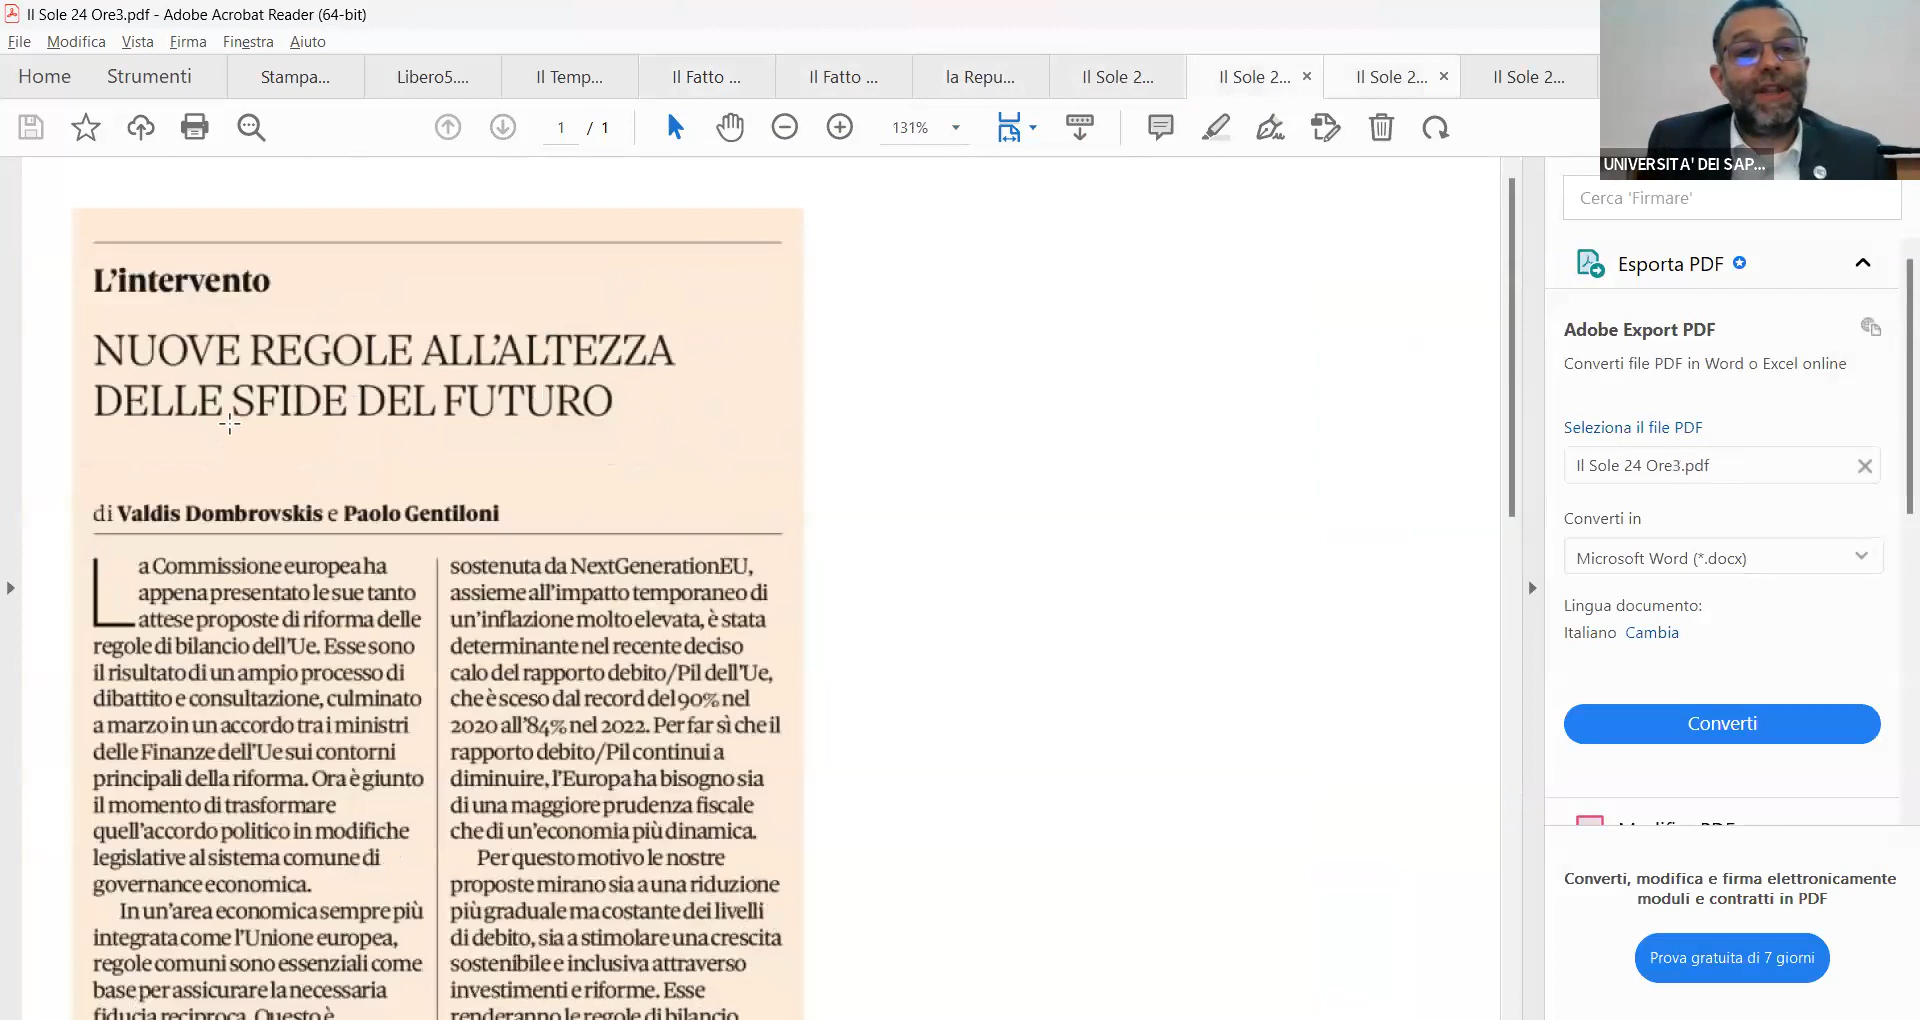 Il Sole 24 Ore3.pdf - Adobe Acrobat Reader (64-bit)
File Modifica Vista Firma Finestra Aiuto
Home Strumenti Stampa... Libero5.... Il Temp... Il Fatto ... Il Fatto ... la Repu... Il Sole 2... Il Sole 2... Il Sole 2... Il Sole 2...
1 / 1 131%
UNIVERSITA' DEI SAP...
L'intervento
NUOVE REGOLE ALL'ALTEZZA
DELLE SFIDE DEL FUTURO
di Valdis Dombrovskis e Paolo Gentiloni
La Commissione europea ha
appena presentato le sue tanto
attese proposte di riforma delle
regole di bilancio dell'Ue. Esse sono
il risultato di un ampio processo di
dibattito e consultazione, culminato
a marzo in un accordo tra i ministri
delle Finanze dell'Ue sui contorni
principali della riforma. Ora è giunto
il momento di trasformare
quell'accordo politico in modifiche
legislative al sistema comune di
governance economica.
In un'area economica sempre più
integrata come l'Unione europea,
regole comuni sono essenziali come
base per assicurare la necessaria
fiducia reciproca. Questo è
sostenuta da NextGenerationEU,
assieme all'impatto temporaneo di
un'inflazione molto elevata, è stata
determinante nel recente deciso
calo del rapporto debito/Pil dell'Ue,
che è sceso dal record del 90% nel
2020 all'84% nel 2022. Per far sì che il
rapporto debito/Pil continui a
diminuire, l'Europa ha bisogno sia
di una maggiore prudenza fiscale
che di un'economia più dinamica.
Per questo motivo le nostre
proposte mirano sia a una riduzione
più graduale ma costante dei livelli
di debito, sia a stimolare una crescita
sostenibile e inclusiva attraverso
investimenti e riforme. Esse
renderanno le regole di bilancio
Cerca 'Firmare'
Esporta PDF
Adobe Export PDF
Converti file PDF in Word o Excel online
Seleziona il file PDF
Il Sole 24 Ore3.pdf
Converti in
Microsoft Word (*.docx)
Lingua documento:
Italiano Cambia
Converti
Modifica PDF
Converti, modifica e firma elettronicamente
moduli e contratti in PDF
Prova gratuita di 7 giorni